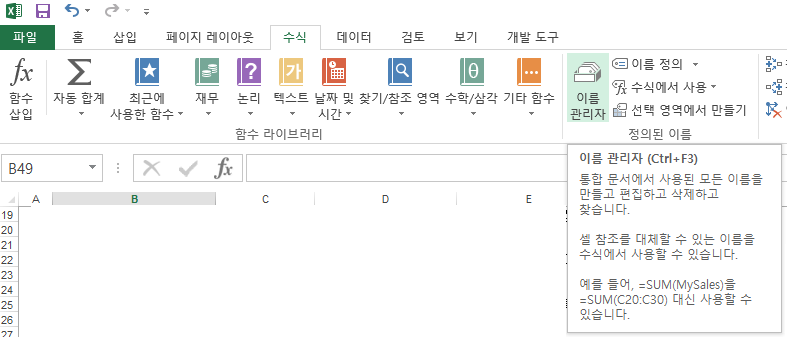 파일 홈 삽입 페이지 레이아웃 수식 데이터 검토 보기 개발 도구
fx
함수 삽입
자동 합계
최근에 사용한 함수
재무
논리
텍스트
날짜 및 시간
찾기/참조 영역
수학/삼각
기타 함수
함수 라이브러리
이름 관리자
이름 정의
수식에서 사용
선택 영역에서 만들기
정의된 이름
B49
fx
A B C D E
19
20
21
22
23
24
25
26
27
이름 관리자 (Ctrl+F3)
통합 문서에서 사용된 모든 이름을
만들고 편집하고 삭제하고
찾습니다.
셀 참조를 대체할 수 있는 이름을
수식에서 사용할 수 있습니다.
예를 들어, =SUM(MySales)을
=SUM(C20:C30) 대신 사용할 수
있습니다.